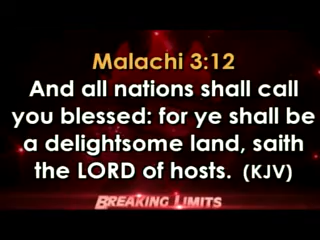 Malachi 3:12
And all nations shall call
you blessed: for ye shall be
a delightsome land, saith
the LORD of hosts. (KJV)
BREAKING LIMITS